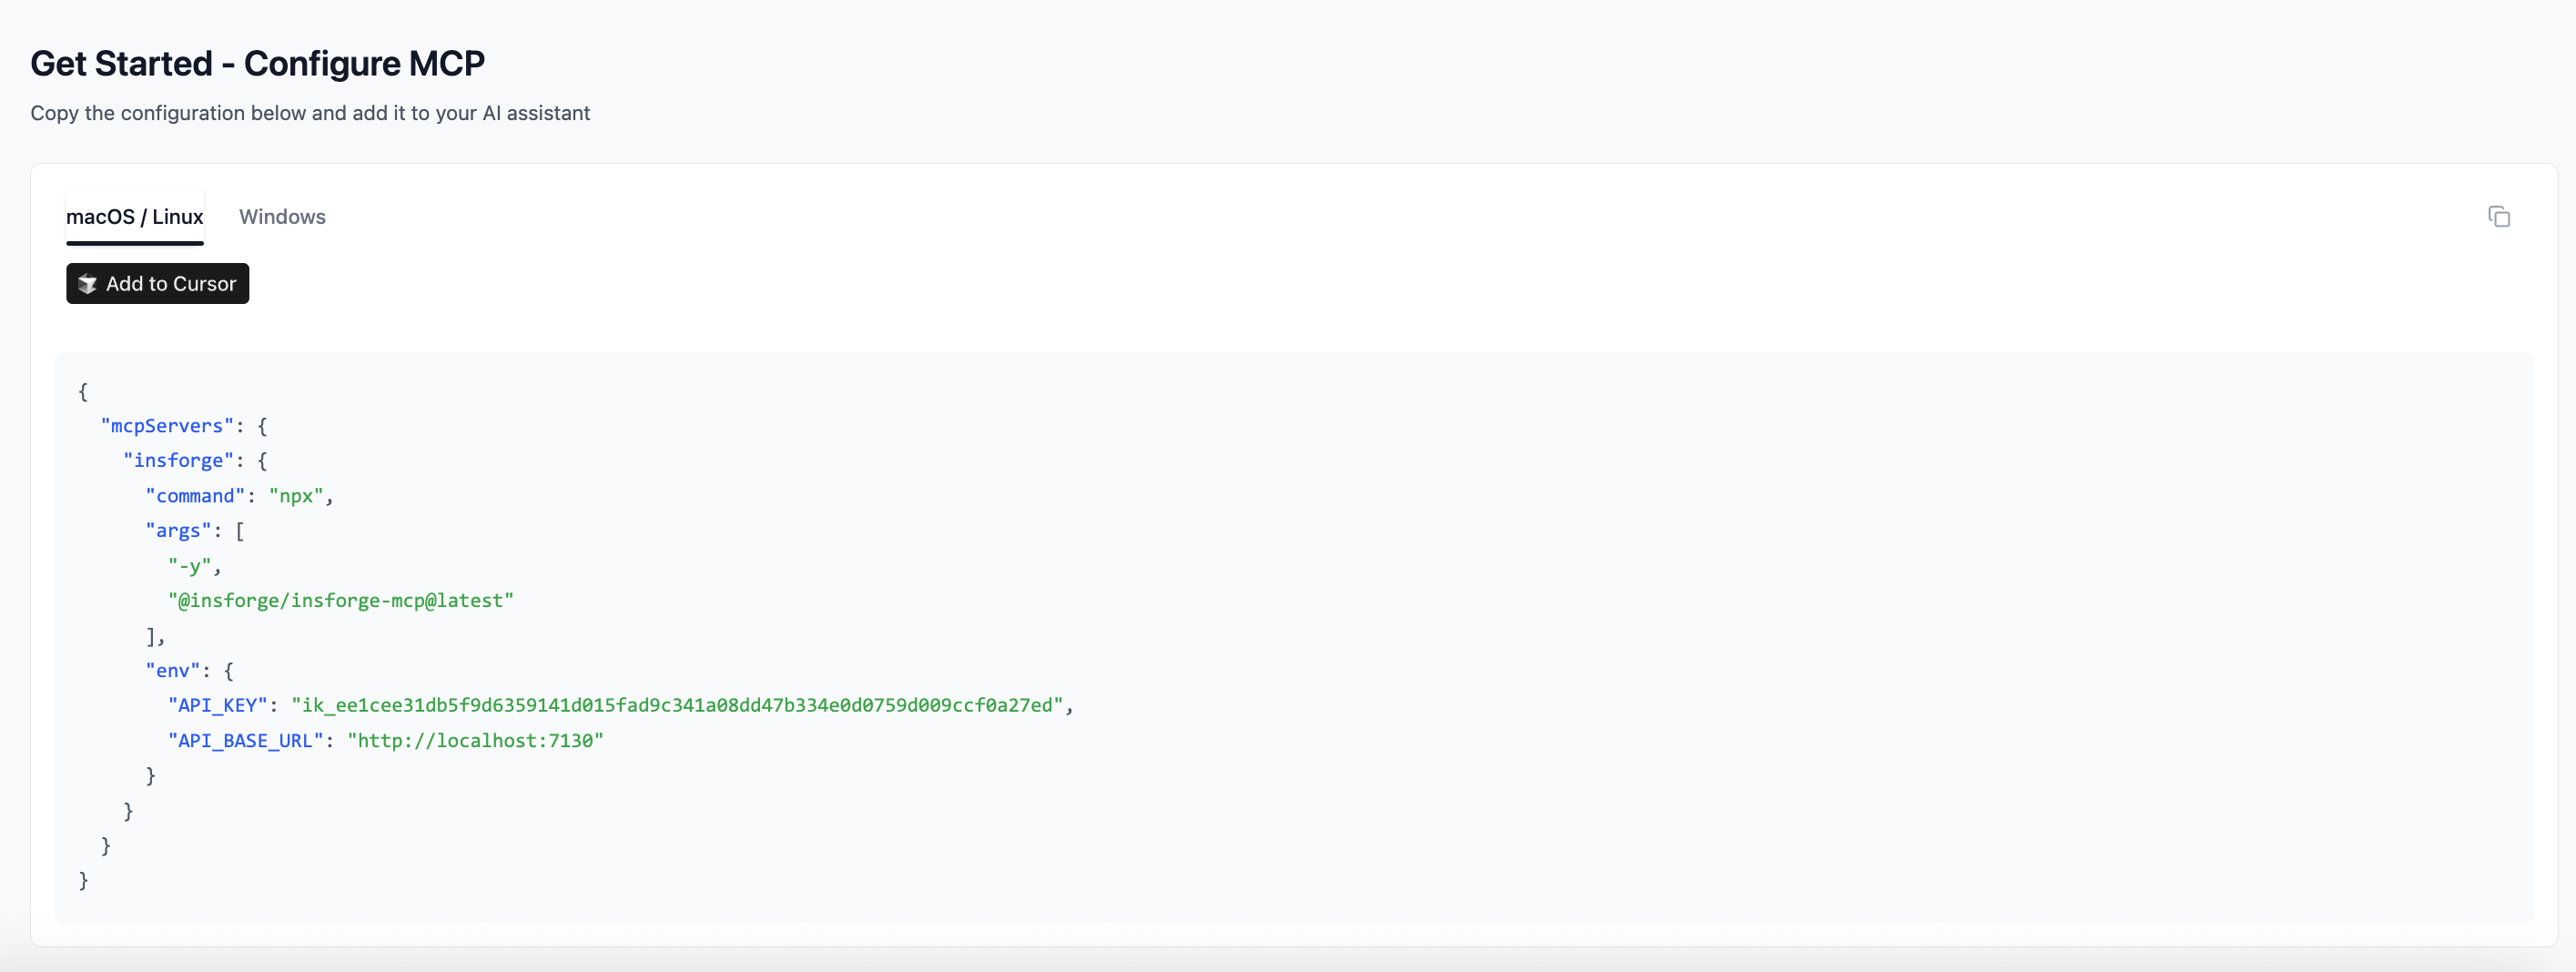 Get Started - Configure MCP
Copy the configuration below and add it to your AI assistant
macOS / Linux
Windows
Add to Cursor
{
  "mcpServers": {
    "insforge": {
      "command": "npx",
      "args": [
        "-y",
        "@insforge/insforge-mcp@latest"
      ],
      "env": {
        "API_KEY": "ik_ee1cee31db5f9d6359141d015fad9c341a08dd47b334e0d0759d009ccf0a27ed",
        "API_BASE_URL": "http://localhost:7130"
      }
    }
  }
}